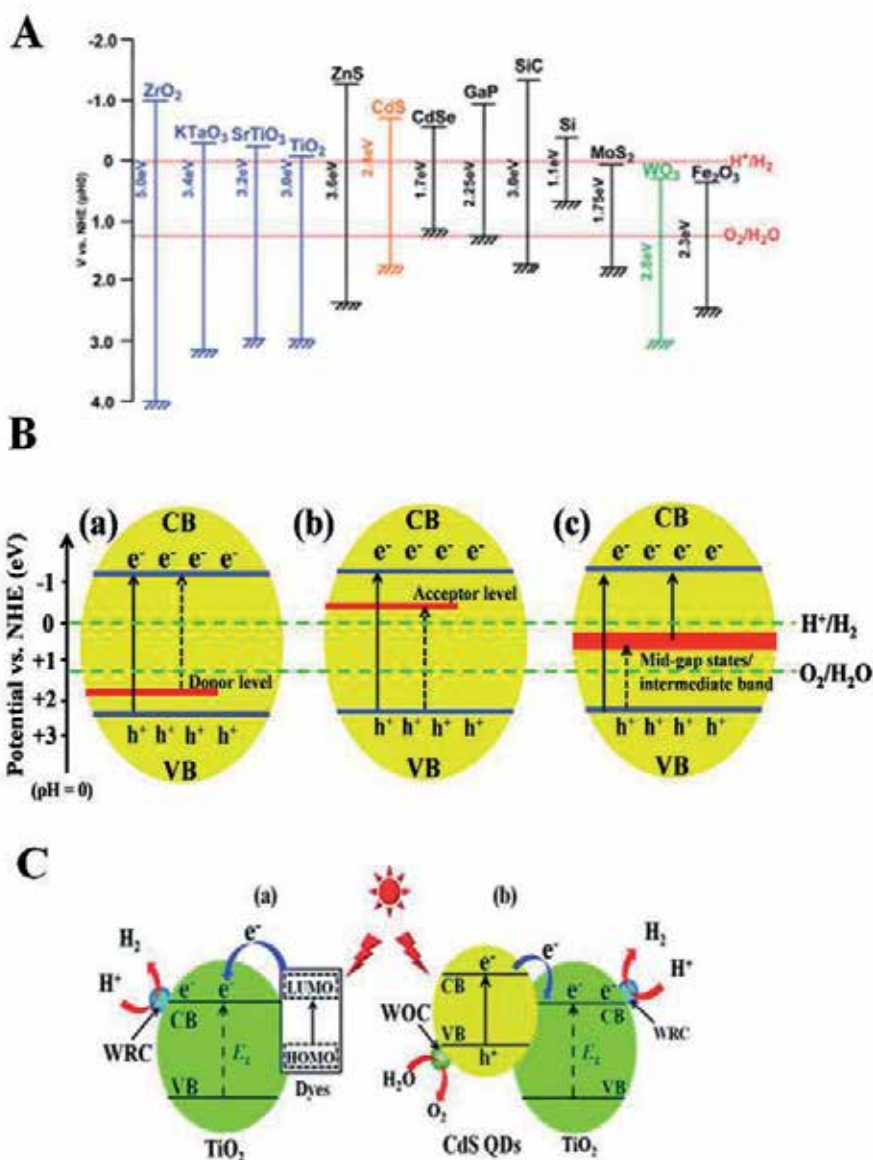 A
-2.0
-1.0
0
1.0
2.0
3.0
4.0
V vs. NHE (pH0)
ZrO₂
5.0eV
KTaO₃
3.4eV
SrTiO₃
3.2eV
TiO₂
3.0eV
ZnS
3.6eV
CdS
2.4eV
CdSe
1.7eV
GaP
2.25eV
SiC
3.0eV
Si
1.1eV
MoS₂
1.75eV
WO₃
2.8eV
Fe₂O₃
2.3eV
H⁺/H₂
O₂/H₂O
B
Potential vs. NHE (eV)
-1
0
+1
+2
+3
(pH = 0)
(a)
CB
e⁻ e⁻ e⁻ e⁻
Donor level
h⁺ h⁺ h⁺ h⁺
VB
(b)
CB
e⁻ e⁻ e⁻ e⁻
Acceptor level
h⁺ h⁺ h⁺ h⁺
VB
(c)
CB
e⁻ e⁻ e⁻ e⁻
Mid-gap states/
intermediate band
h⁺ h⁺ h⁺ h⁺
VB
H⁺/H₂
O₂/H₂O
C
(a)
H₂
H⁺
WRC
e⁻ e⁻
CB
E
VB
TiO₂
e⁻
LUMO
HOMO
Dyes
(b)
WOC
H₂O
O₂
e⁻
CB
VB
h⁺
CdS QDs
e⁻
e⁻ e⁻
CB
E
VB
TiO₂
H₂
H⁺
WRC